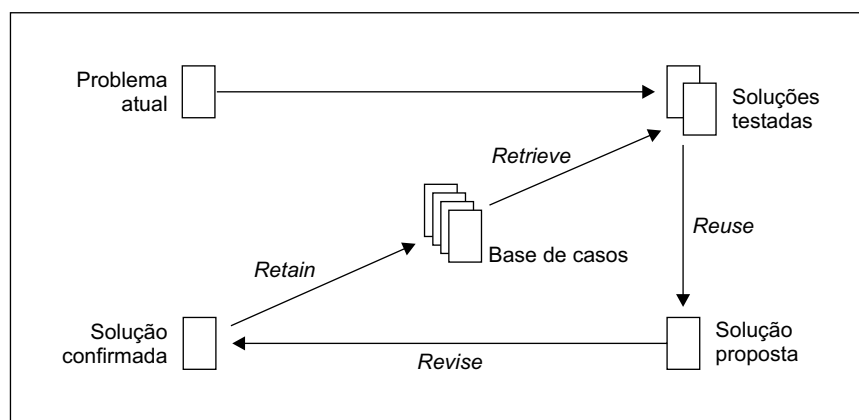 Problema
atual
Soluções
testadas
Retrieve
Reuse
Base de casos
Retain
Solução
confirmada
Solução
proposta
Revise